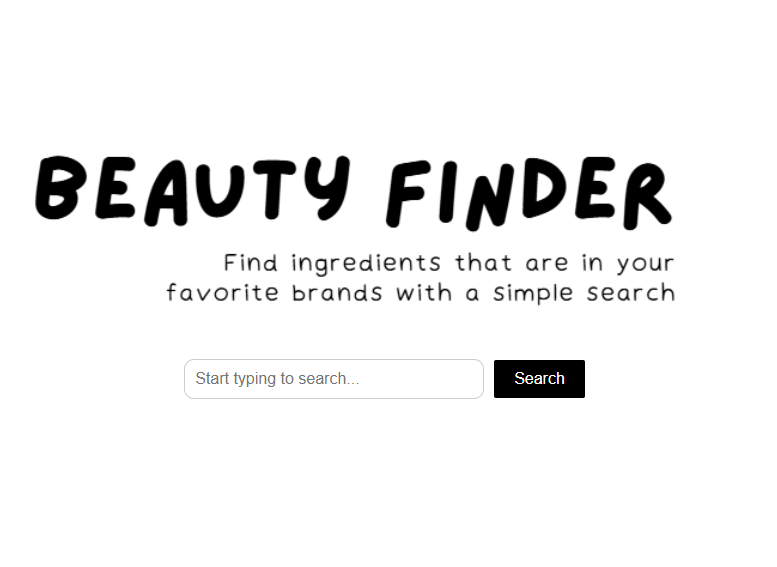 BEAUTY FINDER
Find ingredients that are in your
favorite brands with a simple search
Start typing to search...
Search